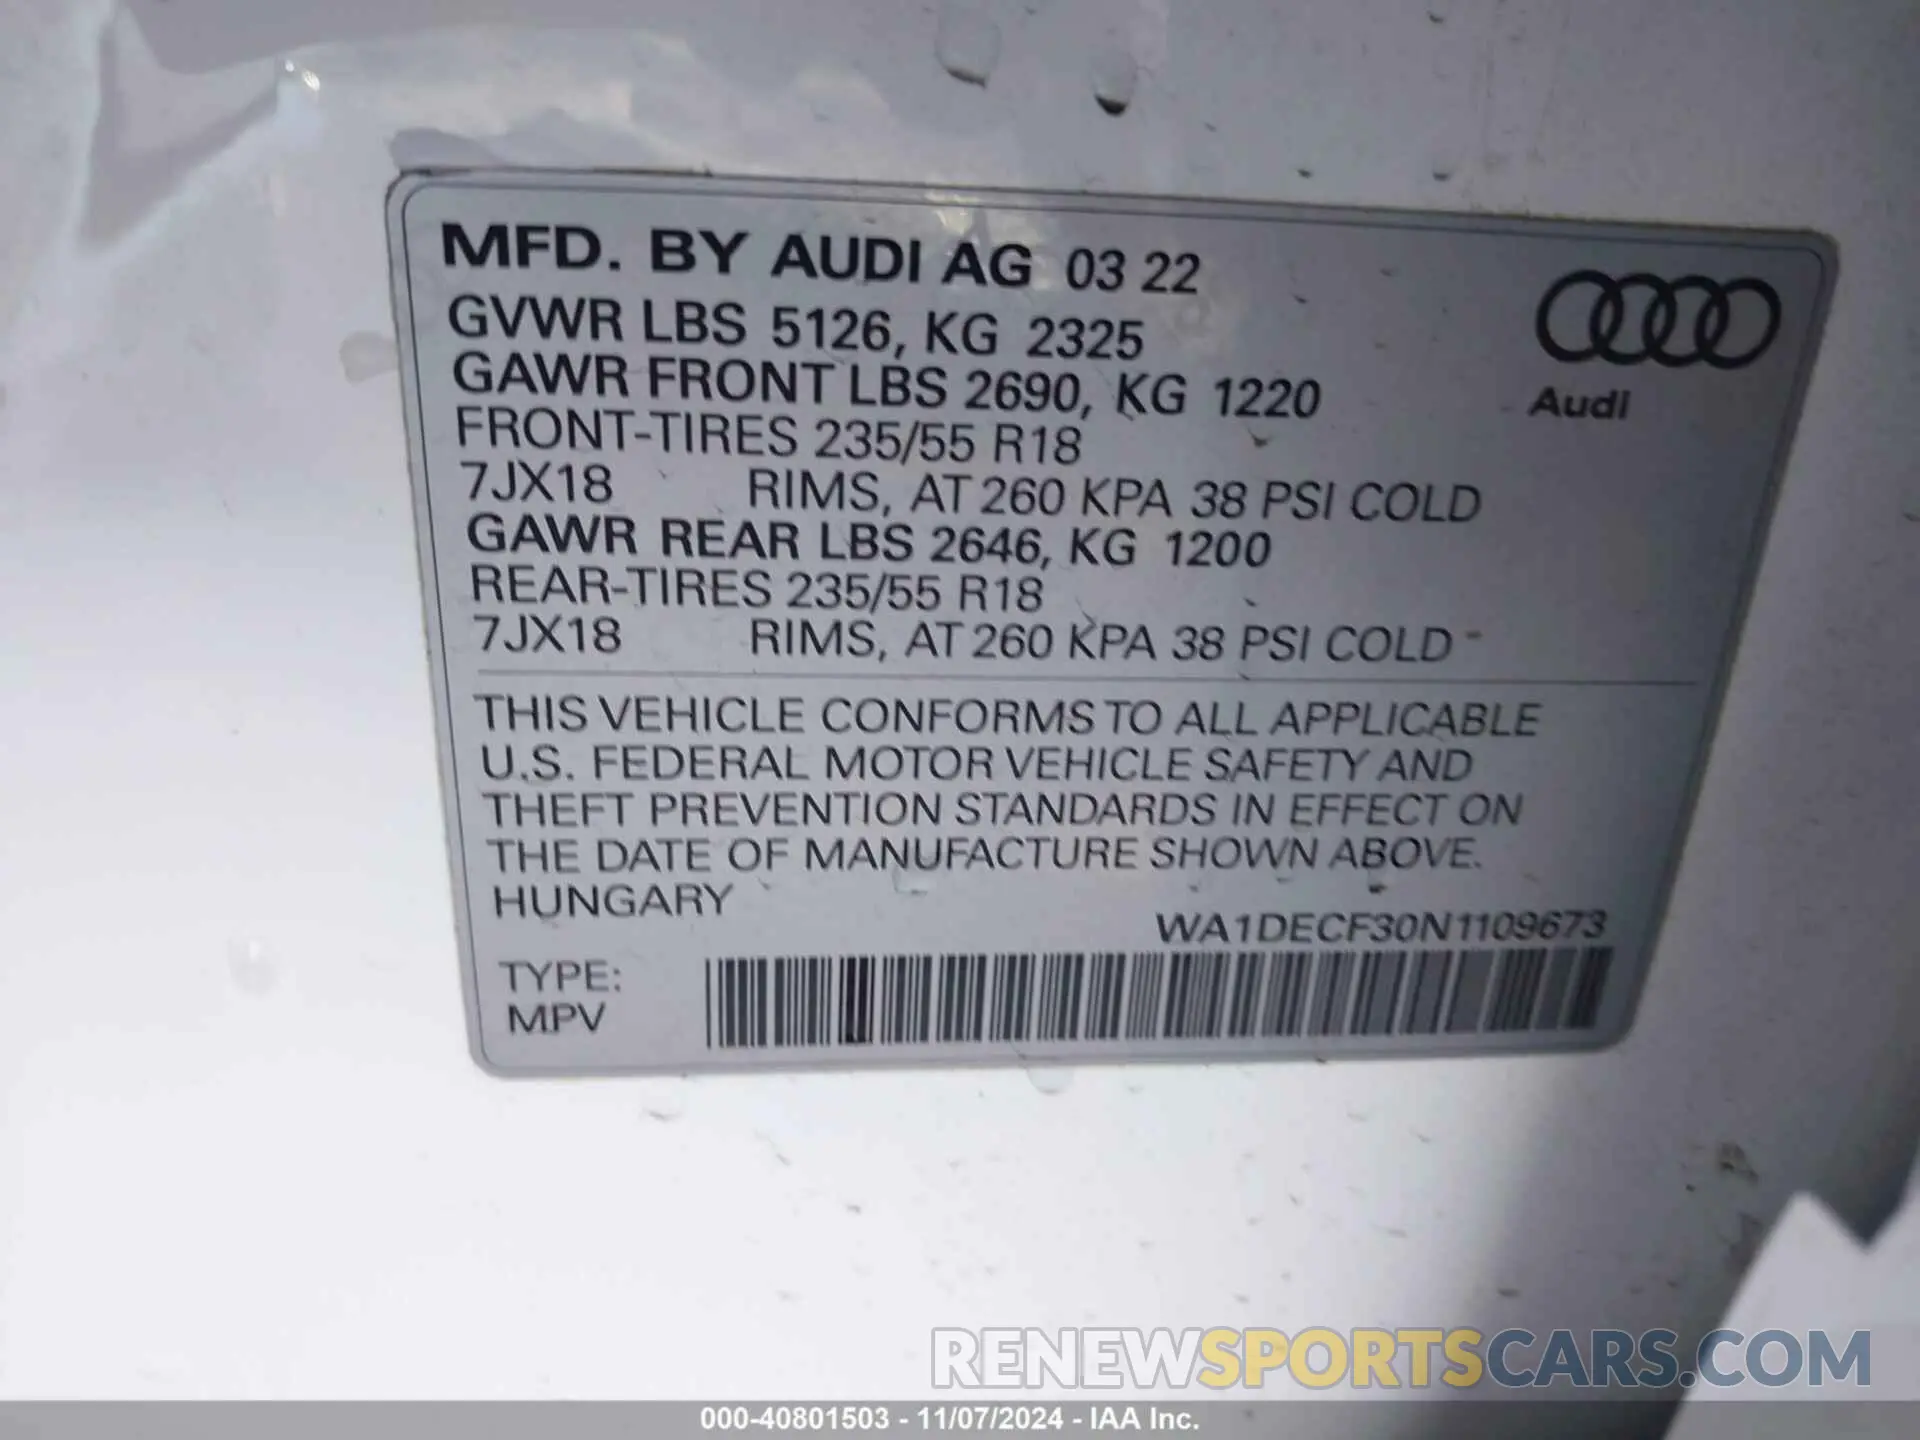 MFD. BY AUDI AG 03 22
GVWR LBS 5126, KG 2325
GAWR FRONT LBS 2690, KG 1220
Audi
FRONT-TIRES 235/55 R18
7JX18 RIMS, AT 260 KPA 38 PSI COLD
GAWR REAR LBS 2646, KG 1200
REAR-TIRES 235/55 R18
7JX18 RIMS, AT 260 KPA 38 PSI COLD
THIS VEHICLE CONFORMS TO ALL APPLICABLE
U.S. FEDERAL MOTOR VEHICLE SAFETY AND
THEFT PREVENTION STANDARDS IN EFFECT ON
THE DATE OF MANUFACTURE SHOWN ABOVE.
HUNGARY
WA1DECF30N1109673
TYPE:
MPV
RENEWSPORTSCARS.COM
000-40801503 - 11/07/2024 - IAA Inc.